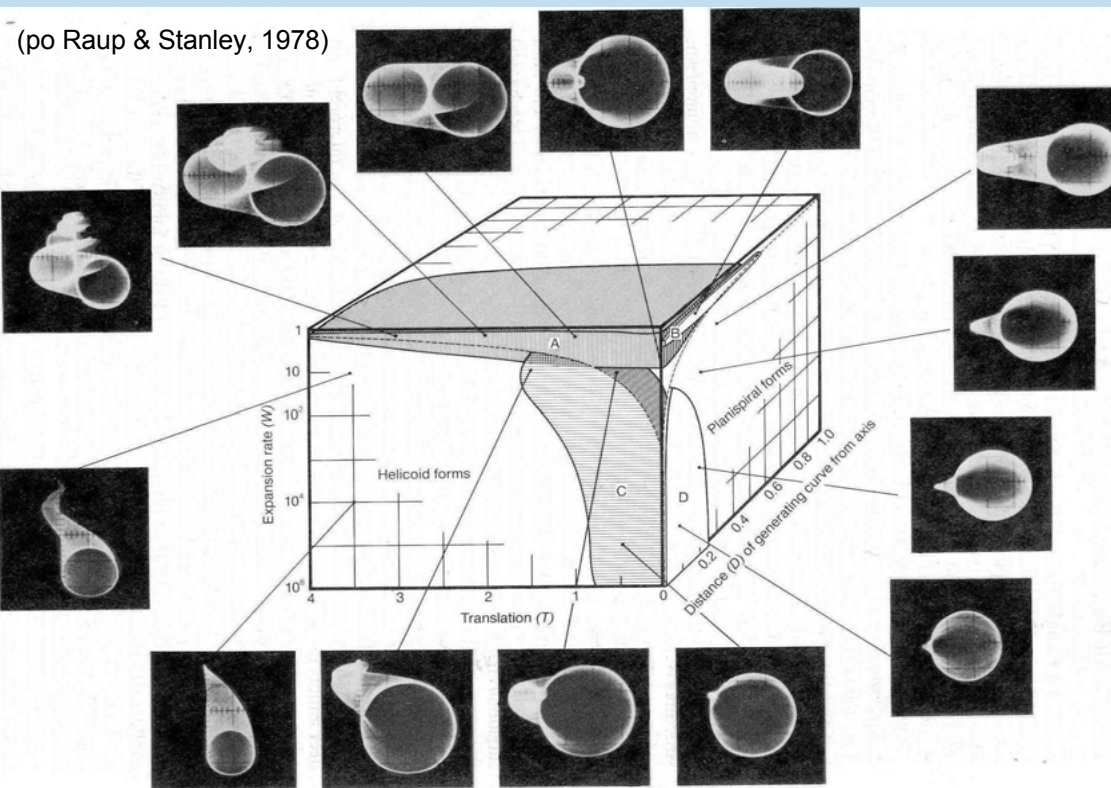 (po Raup & Stanley, 1978)
1
10
10²
10⁴
10⁶
Expansion rate (W)
A
B
C
D
Helicoid forms
Planispiral forms
4
3
2
1
0
Translation (T)
0.2
0.4
0.6
0.8
1.0
Distance (D) of generating curve from axis